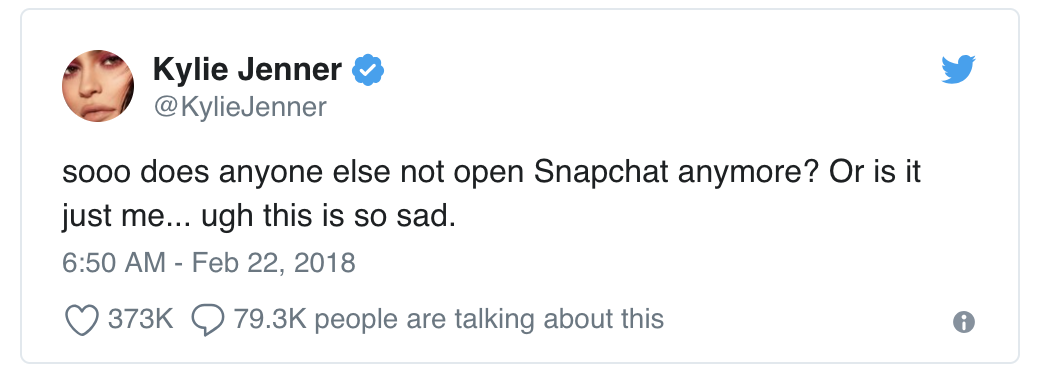 Kylie Jenner
@KylieJenner
sooo does anyone else not open Snapchat anymore? Or is it
just me... ugh this is so sad.
6:50 AM - Feb 22, 2018
373K 79.3K people are talking about this